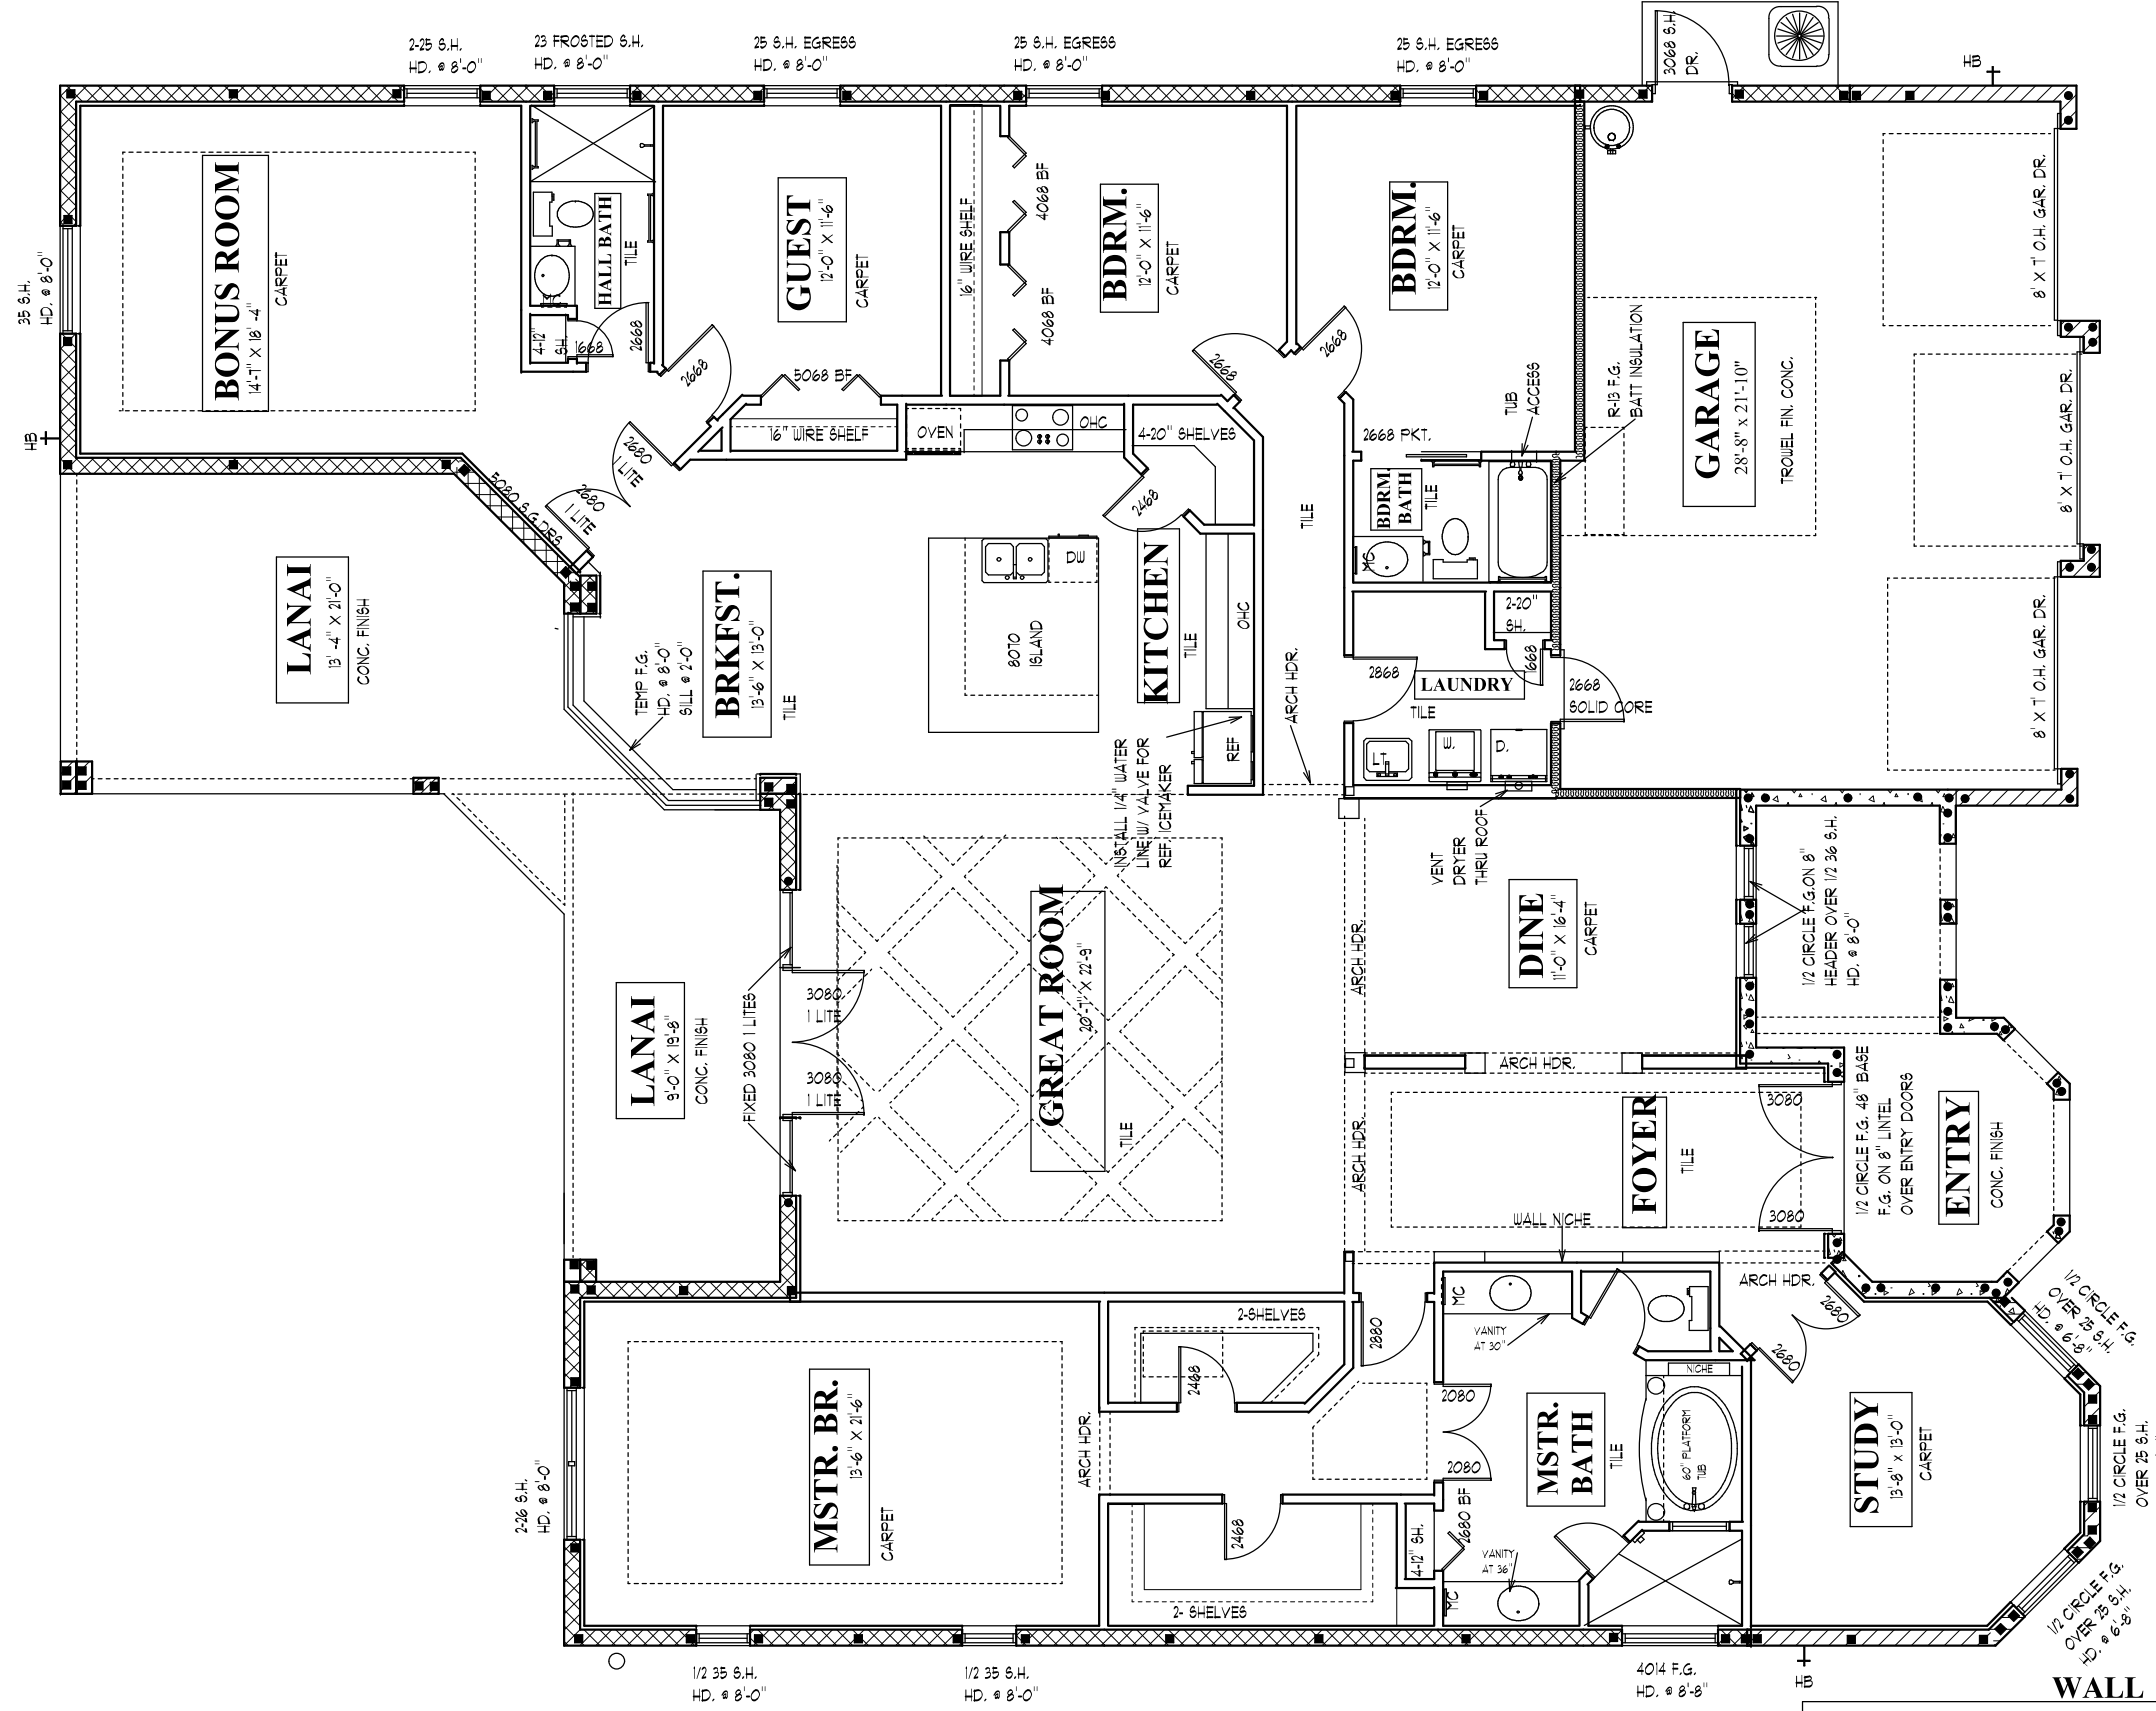 2-25 S.H.
HD. @ 8'-0"
23 FROSTED S.H.
HD. @ 8'-0"
25 S.H. EGRESS
HD. @ 8'-0"
25 S.H. EGRESS
HD. @ 8'-0"
25 S.H. EGRESS
HD. @ 8'-0"
3068 S.H.
DR.
HB
BONUS ROOM
14'-7" X 18'-4"
CARPET
35 S.H.
HD. @ 8'-0"
HB
HALL BATH
TILE
MC
4-12"
SH.
1668
2668
GUEST
12'-0" X 11'-6"
CARPET
2668
5068 BF
16" WIRE SHELF
16" WIRE SHELF
4068 BF
4068 BF
BDRM.
12'-0" X 11'-6"
CARPET
2668
BDRM.
12'-0" X 11'-6"
CARPET
2668
GARAGE
28'-8" x 21'-10"
TROWEL FIN. CONC.
R-13 F.G.
BATT INSULATION
8' X 7' O.H. GAR. DR.
8' X 7' O.H. GAR. DR.
8' X 7' O.H. GAR. DR.
TUB
ACCESS
2668 PKT.
BDRM.
BATH
TILE
MC
2680
1 LITE
2680
1 LITE
5080 S.G.DRS
OVEN
OHC
4-20" SHELVES
2468
LANAI
13'-4" X 21'-0"
CONC. FINISH
TEMP F.G.
HD. @ 8'-0"
SILL @ 2'-0"
BRKFST.
13'-6" X 13'-0"
TILE
DW
80T0
ISLAND
KITCHEN
TILE
OHC
REF
INSTALL 1/4" WATER
LINE W/ VALVE FOR
REF. ICEMAKER
TILE
ARCH HDR.
2-20"
SH.
1668
2868
LAUNDRY
TILE
2668
SOLID CORE
LT
W.
D.
VENT
DRYER
THRU ROOF
LANAI
9'-0" X 19'-8"
CONC. FINISH
FIXED 3080 1 LITES
3080
1 LITE
3080
1 LITE
GREAT ROOM
20'-7" X 22'-9"
TILE
ARCH HDR.
ARCH HDR.
DINE
11'-0" X 16'-4"
CARPET
ARCH HDR.
1/2 CIRCLE F.G.ON 8"
HEADER OVER 1/2 36 S.H.
HD. @ 8'-0"
FOYER
TILE
3080
3080
1/2 CIRCLE F.G. 48" BASE
F.G. ON 8" LINTEL
OVER ENTRY DOORS
ENTRY
CONC. FINISH
WALL NICHE
ARCH HDR.
MC
VANITY
AT 30"
2-SHELVES
2468
2880
2680
2680
NICHE
1/2 CIRCLE F.G.
OVER 25 S.H.
HD. @ 6'-8"
MSTR. BR.
13'-6" X 21'-6"
CARPET
2-26 S.H.
HD. @ 8'-0"
ARCH HDR.
2080
2080
MSTR.
BATH
TILE
60" PLATFORM
TUB
STUDY
13'-8" x 13'-0"
CARPET
1/2 CIRCLE F.G.
OVER 25 S.H.
2468
4-12" SH.
2680 BF
VANITY
AT 36"
MC
2- SHELVES
1/2 CIRCLE F.G.
OVER 25 S.H.
HD. @ 6'-8"
1/2 35 S.H.
HD. @ 8'-0"
1/2 35 S.H.
HD. @ 8'-0"
4014 F.G.
HD. @ 8'-8"
HB
WALL